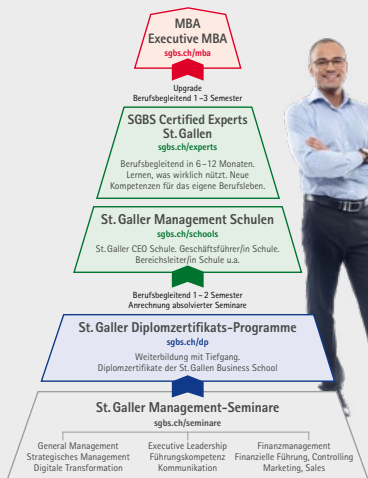 MBA
Executive MBA
sgbs.ch/mba
Upgrade
Berufsbegleitend 1–3 Semester
SGBS Certified Experts
St. Gallen
sgbs.ch/experts
Berufsbegleitend in 6–12 Monaten.
Lernen, was wirklich nützt. Neue
Kompetenzen für das eigene Berufsleben.
St. Galler Management Schulen
sgbs.ch/schools
St. Galler CEO Schule. Geschäftsführer/in Schule.
Bereichsleiter/in Schule u.a.
Berufsbegleitend 1–2 Semester
Anrechnung absolvierter Seminare
St. Galler Diplomzertifikats-Programme
sgbs.ch/dp
Weiterbildung mit Tiefgang.
Diplomzertifikate der St. Gallen Business School
St. Galler Management-Seminare
sgbs.ch/seminare
General Management
Strategisches Management
Digitale Transformation
Executive Leadership
Führungskompetenz
Kommunikation
Finanzmanagement
Finanzielle Führung, Controlling
Marketing, Sales